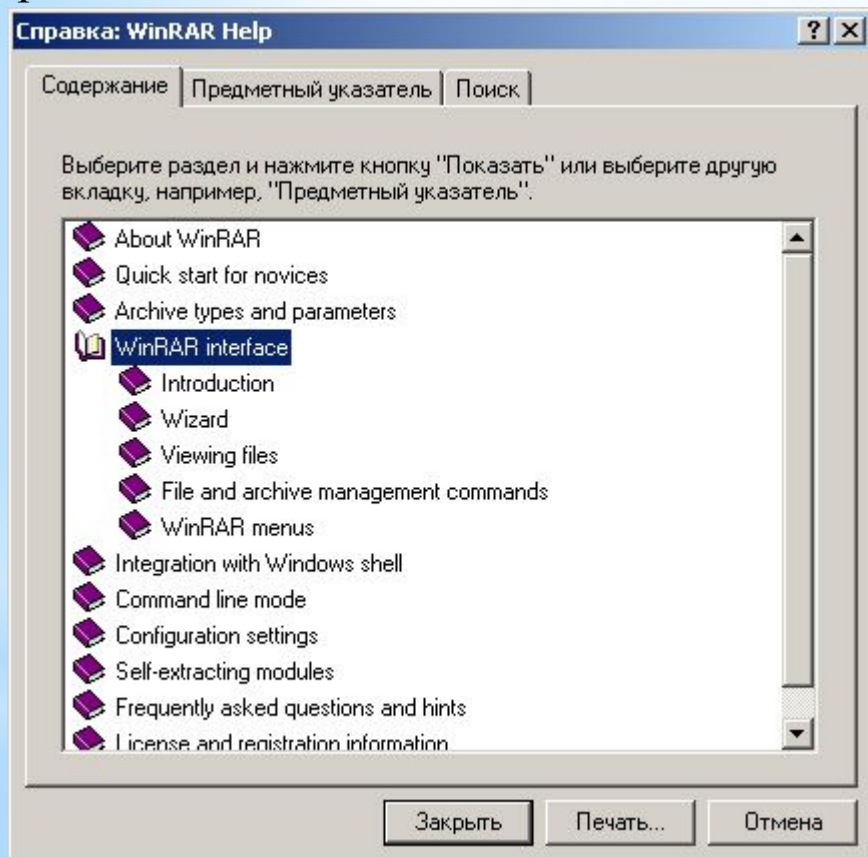 Справка: WinRAR Help
Содержание Предметный указатель Поиск
Выберите раздел и нажмите кнопку "Показать" или выберите другую
вкладку, например, "Предметный указатель".
About WinRAR
Quick start for novices
Archive types and parameters
WinRAR interface
Introduction
Wizard
Viewing files
File and archive management commands
WinRAR menus
Integration with Windows shell
Command line mode
Configuration settings
Self-extracting modules
Frequently asked questions and hints
License and registration information
Закрыть Печать... Отмена